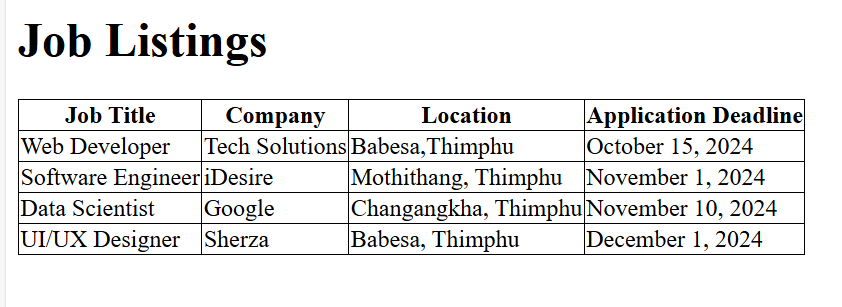 Job Listings
Job Title Company Location Application Deadline
Web Developer Tech Solutions Babesa,Thimphu October 15, 2024
Software Engineer iDesire Mothithang, Thimphu November 1, 2024
Data Scientist Google Changangkha, Thimphu November 10, 2024
UI/UX Designer Sherza Babesa, Thimphu December 1, 2024